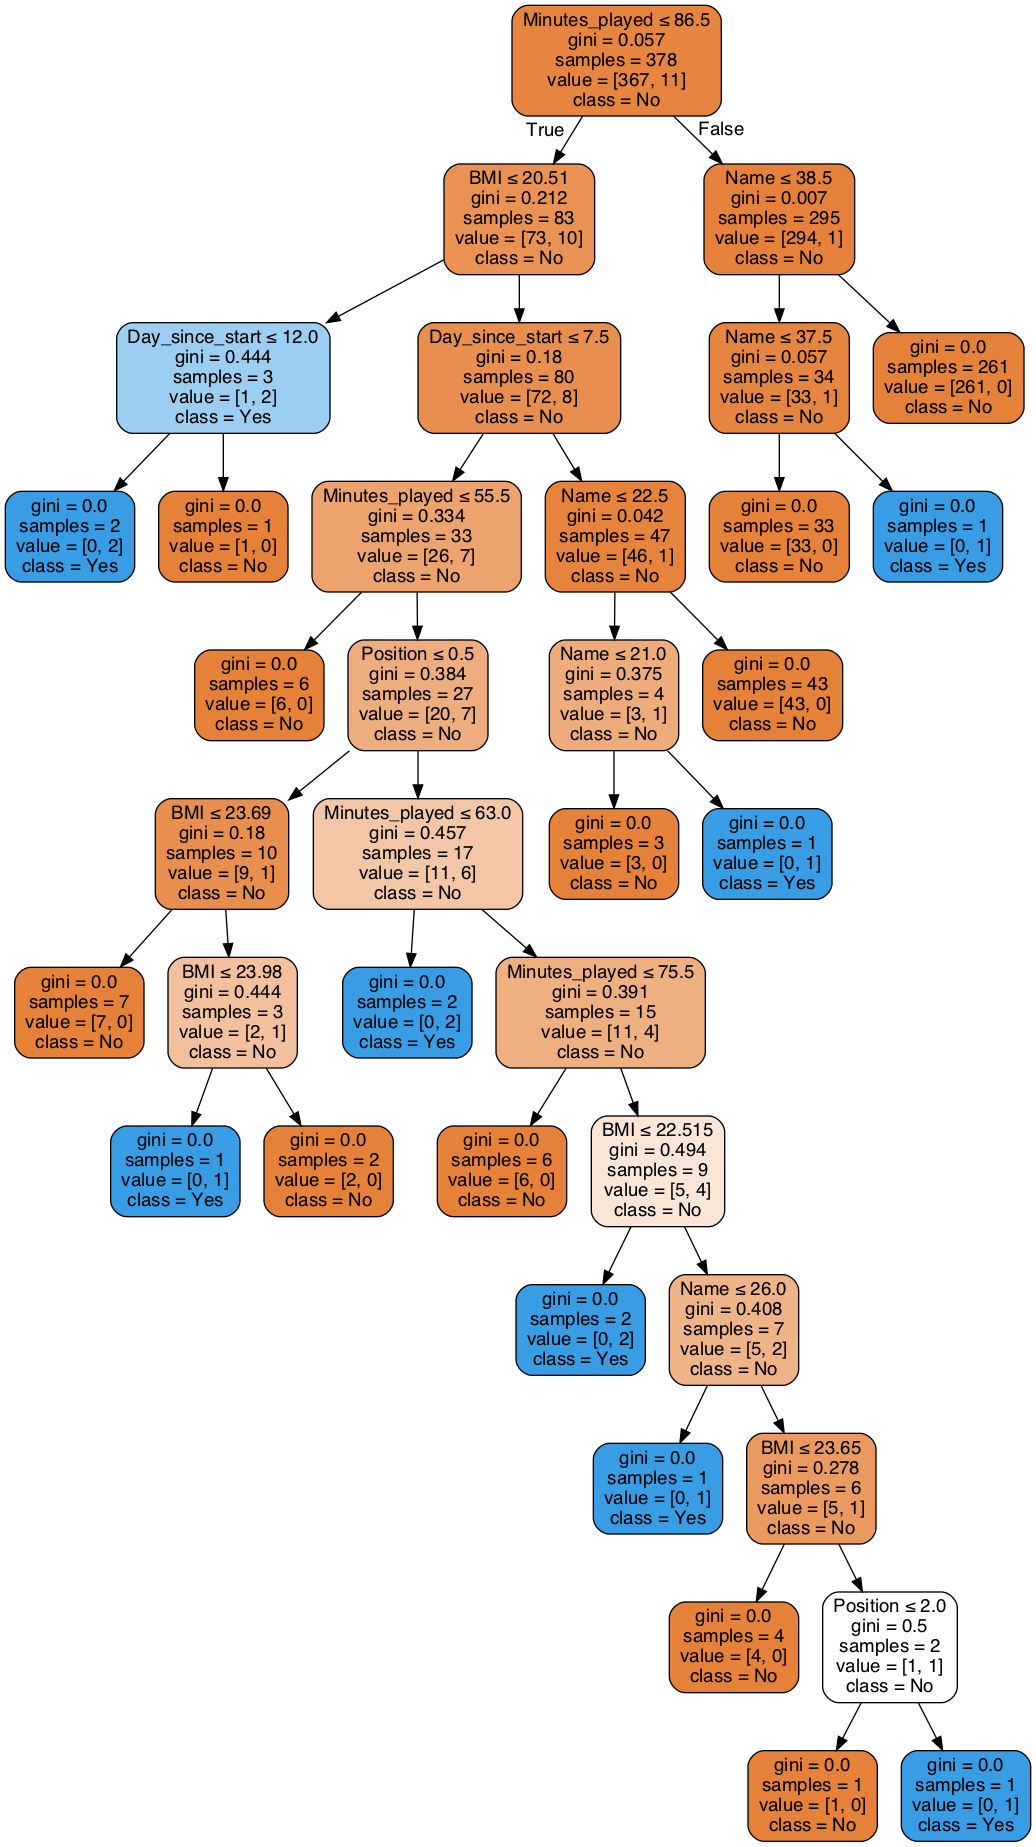 Minutes_played ≤ 86.5
gini = 0.057
samples = 378
value = [367, 11]
class = No
True
False
BMI ≤ 20.51
gini = 0.212
samples = 83
value = [73, 10]
class = No
Name ≤ 38.5
gini = 0.007
samples = 295
value = [294, 1]
class = No
Day_since_start ≤ 12.0
gini = 0.444
samples = 3
value = [1, 2]
class = Yes
Day_since_start ≤ 7.5
gini = 0.18
samples = 80
value = [72, 8]
class = No
Name ≤ 37.5
gini = 0.057
samples = 34
value = [33, 1]
class = No
gini = 0.0
samples = 261
value = [261, 0]
class = No
gini = 0.0
samples = 2
value = [0, 2]
class = Yes
gini = 0.0
samples = 1
value = [1, 0]
class = No
Minutes_played ≤ 55.5
gini = 0.334
samples = 33
value = [26, 7]
class = No
Name ≤ 22.5
gini = 0.042
samples = 47
value = [46, 1]
class = No
gini = 0.0
samples = 33
value = [33, 0]
class = No
gini = 0.0
samples = 1
value = [0, 1]
class = Yes
gini = 0.0
samples = 6
value = [6, 0]
class = No
Position ≤ 0.5
gini = 0.384
samples = 27
value = [20, 7]
class = No
Name ≤ 21.0
gini = 0.375
samples = 4
value = [3, 1]
class = No
gini = 0.0
samples = 43
value = [43, 0]
class = No
BMI ≤ 23.69
gini = 0.18
samples = 10
value = [9, 1]
class = No
Minutes_played ≤ 63.0
gini = 0.457
samples = 17
value = [11, 6]
class = No
gini = 0.0
samples = 3
value = [3, 0]
class = No
gini = 0.0
samples = 1
value = [0, 1]
class = Yes
gini = 0.0
samples = 7
value = [7, 0]
class = No
BMI ≤ 23.98
gini = 0.444
samples = 3
value = [2, 1]
class = No
gini = 0.0
samples = 2
value = [0, 2]
class = Yes
Minutes_played ≤ 75.5
gini = 0.391
samples = 15
value = [11, 4]
class = No
gini = 0.0
samples = 1
value = [0, 1]
class = Yes
gini = 0.0
samples = 2
value = [2, 0]
class = No
gini = 0.0
samples = 6
value = [6, 0]
class = No
BMI ≤ 22.515
gini = 0.494
samples = 9
value = [5, 4]
class = No
gini = 0.0
samples = 2
value = [0, 2]
class = Yes
Name ≤ 26.0
gini = 0.408
samples = 7
value = [5, 2]
class = No
gini = 0.0
samples = 1
value = [0, 1]
class = Yes
BMI ≤ 23.65
gini = 0.278
samples = 6
value = [5, 1]
class = No
gini = 0.0
samples = 4
value = [4, 0]
class = No
Position ≤ 2.0
gini = 0.5
samples = 2
value = [1, 1]
class = No
gini = 0.0
samples = 1
value = [1, 0]
class = No
gini = 0.0
samples = 1
value = [0, 1]
class = Yes